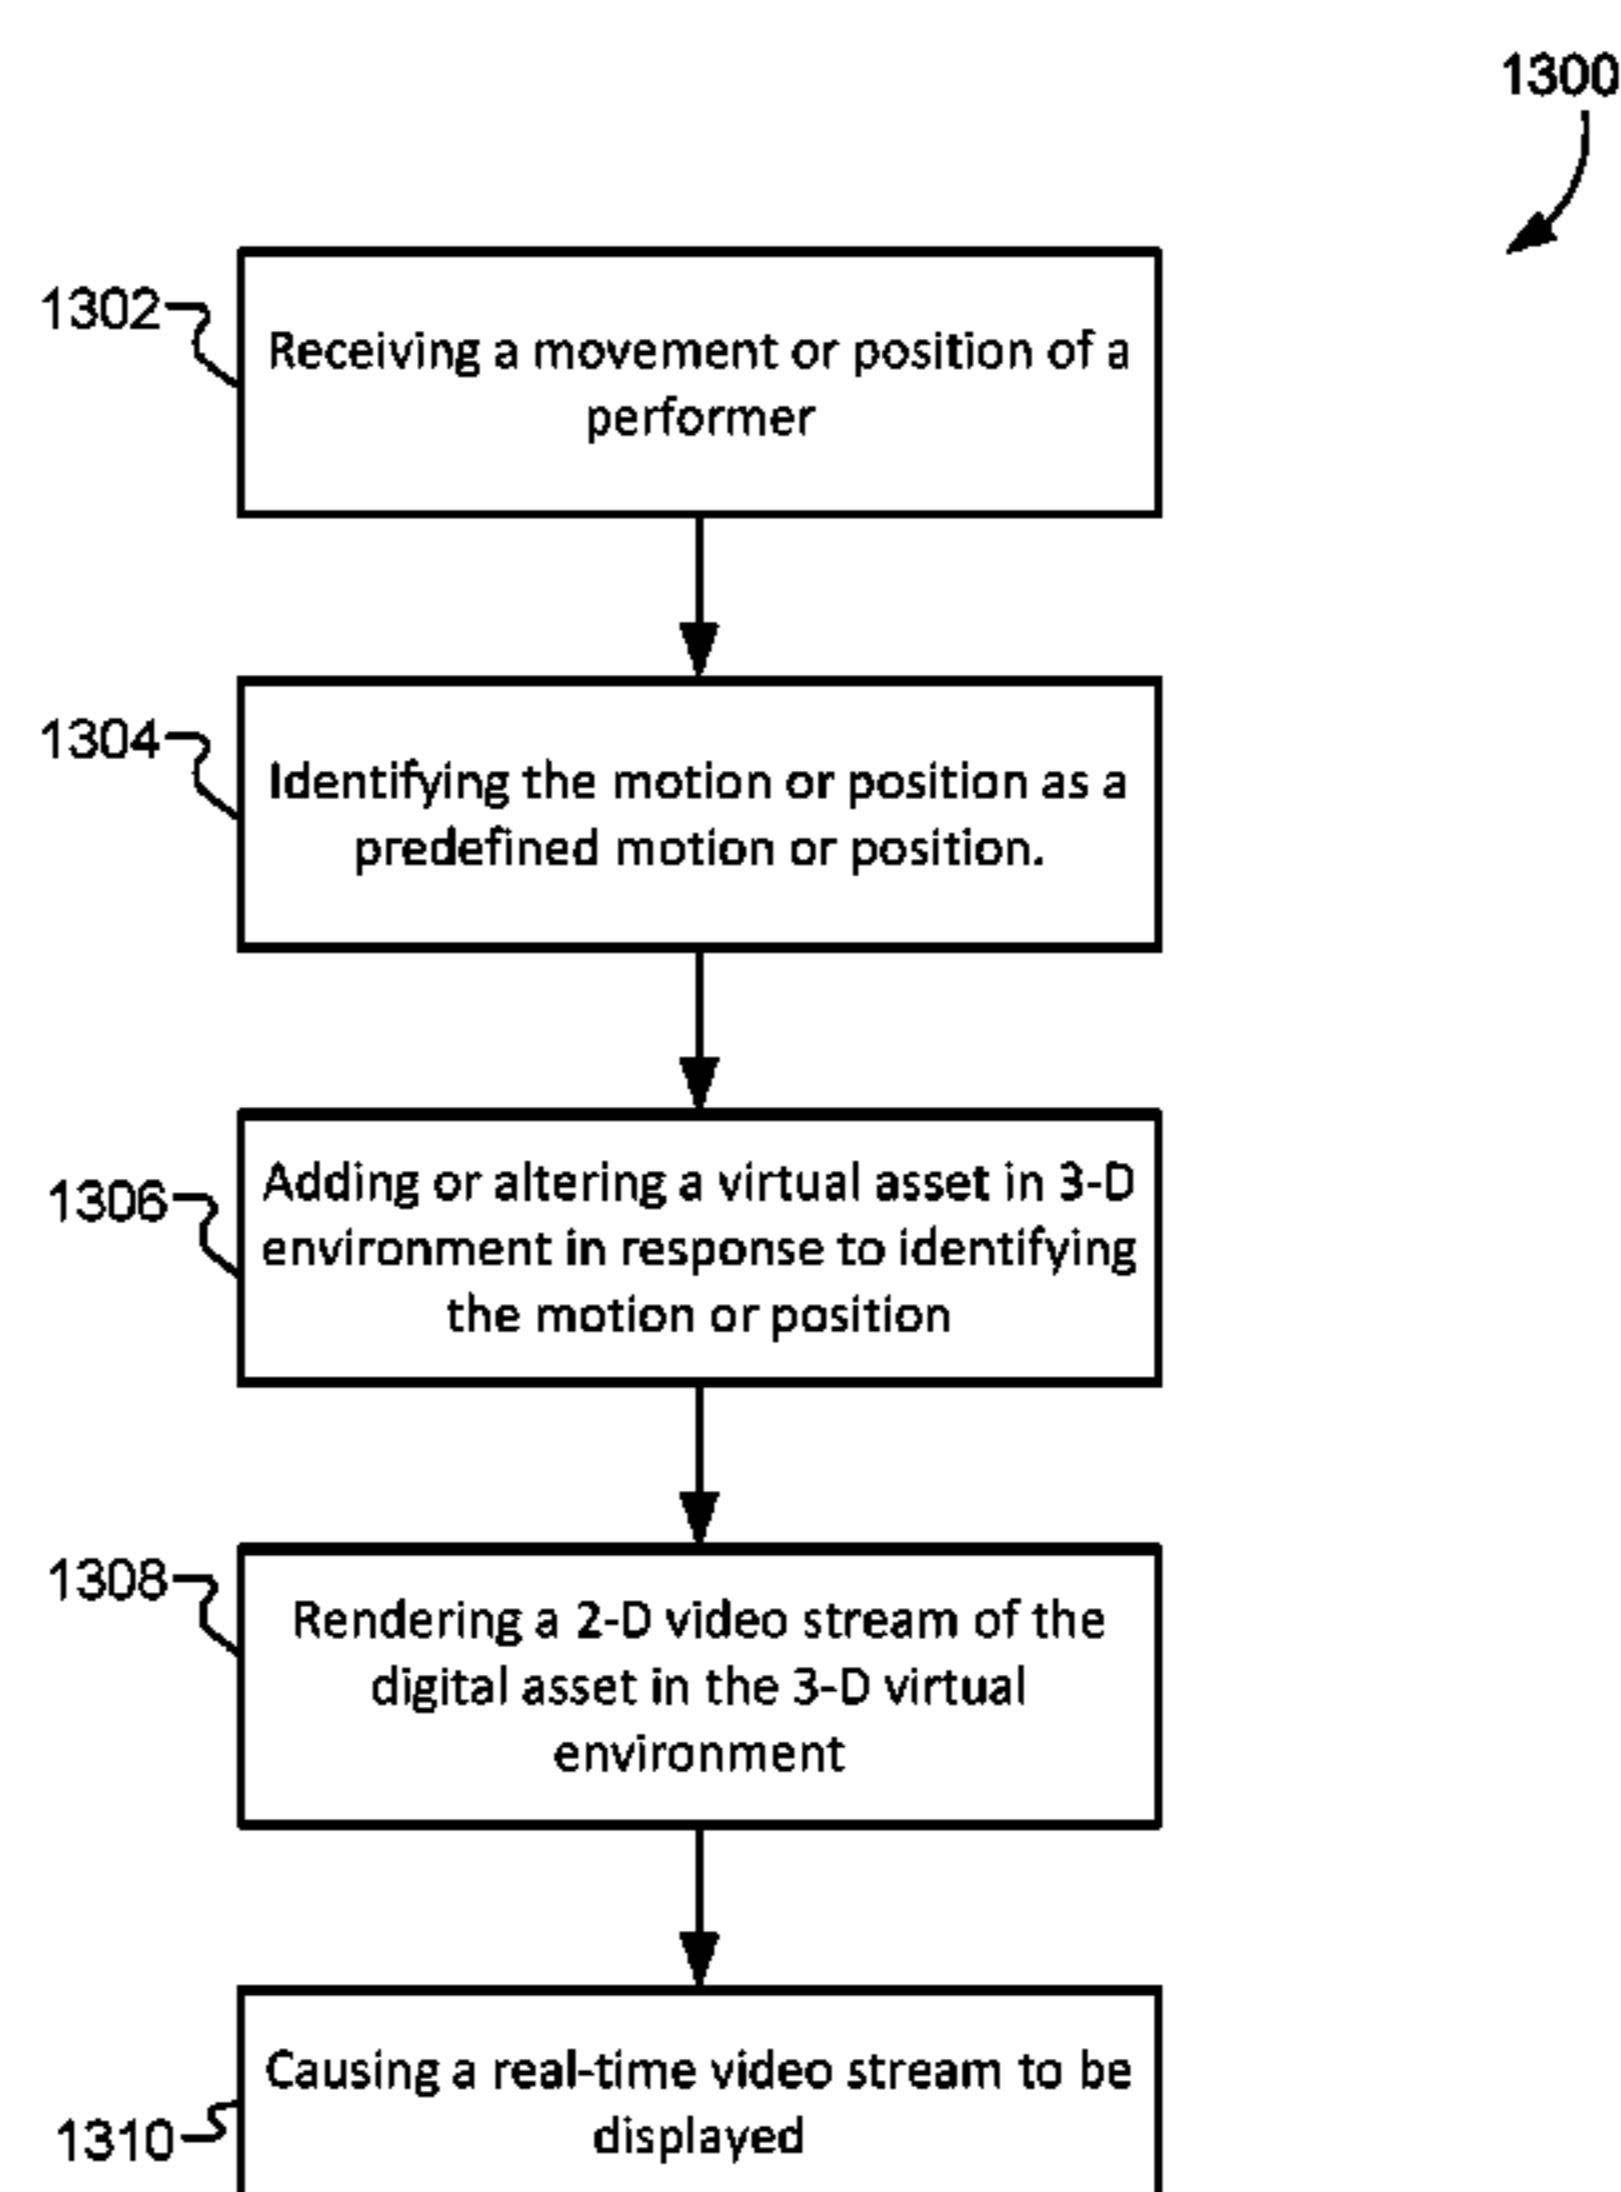 1300
1302
Receiving a movement or position of a
performer
1304
Identifying the motion or position as a
predefined motion or position.
1306
Adding or altering a virtual asset in 3-D
environment in response to identifying
the motion or position
1308
Rendering a 2-D video stream of the
digital asset in the 3-D virtual
environment
1310
Causing a real-time video stream to be
displayed